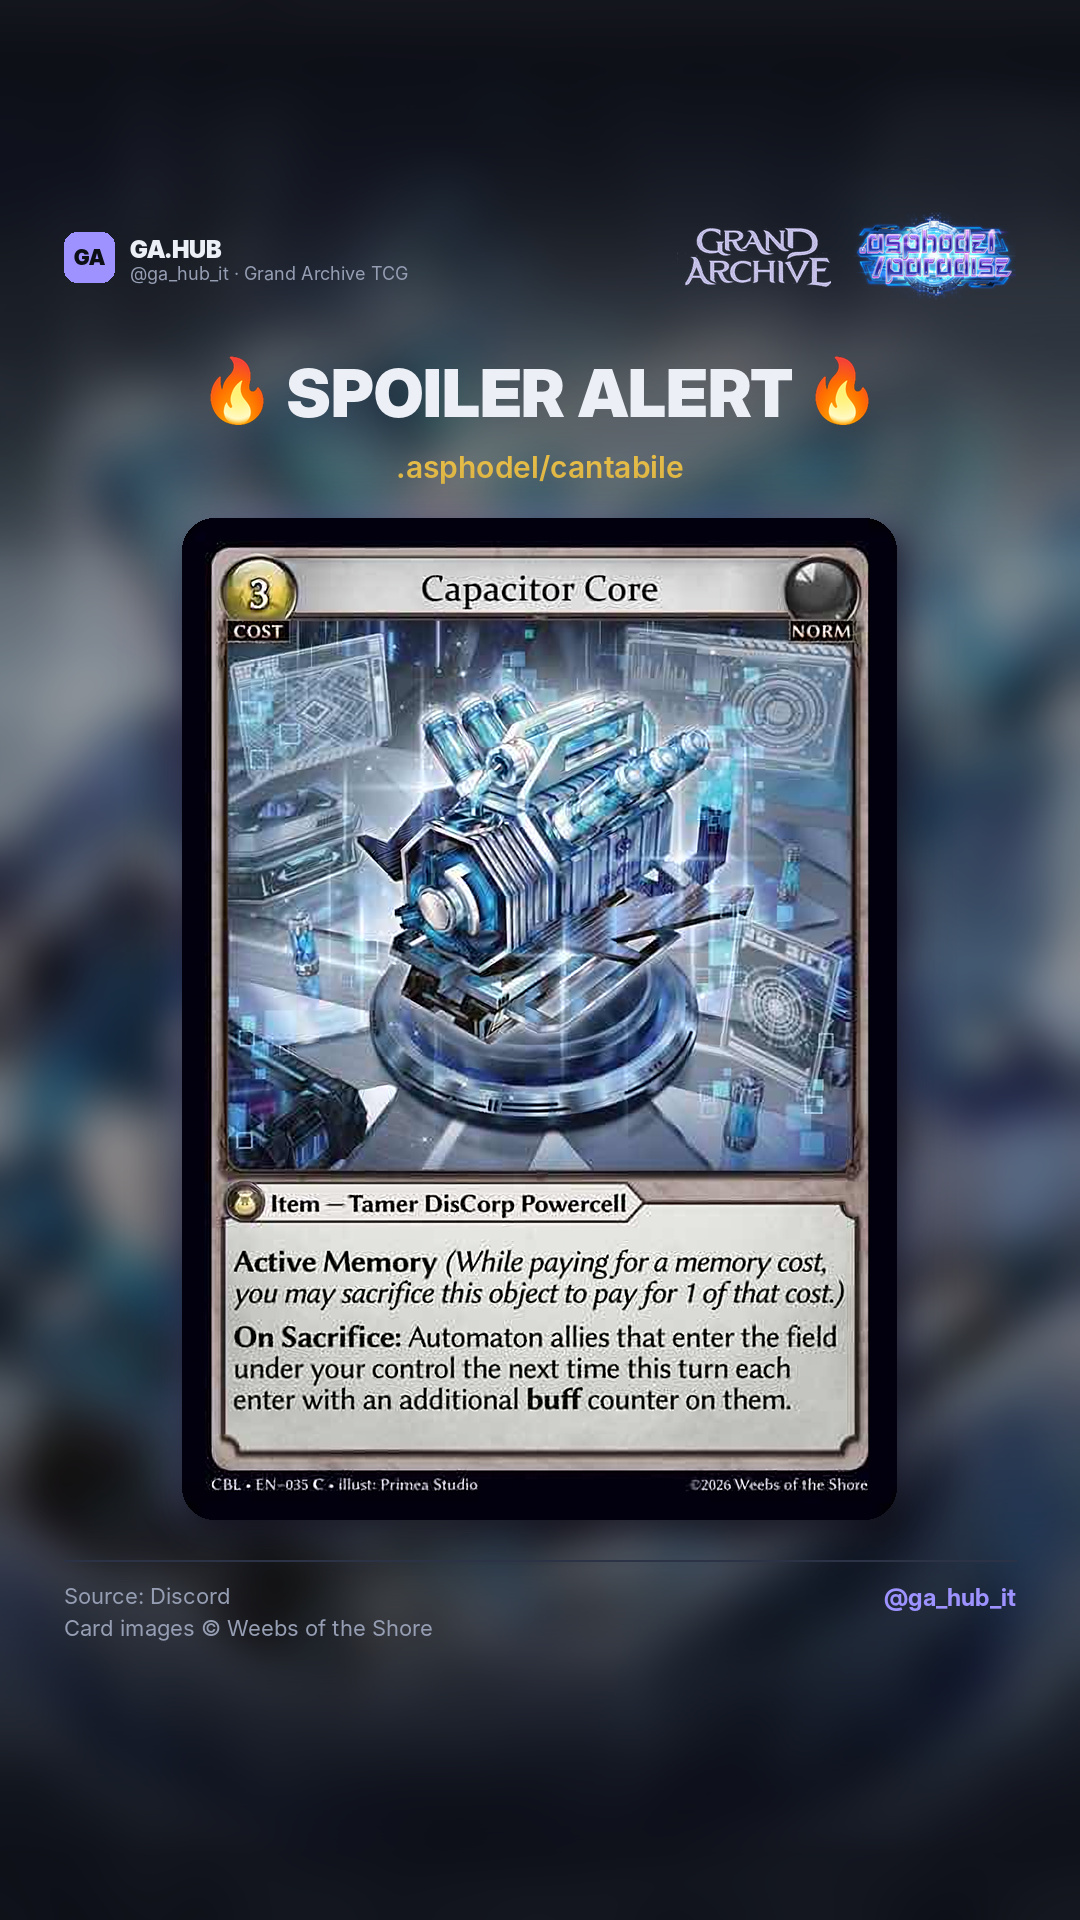 GA
GA.HUB
@ga_hub_it · Grand Archive TCG
GRAND
ARCHIVE
.asphodel
/paradise
🔥 SPOILER ALERT 🔥
.asphodel/cantabile
3
COST
Capacitor Core
NORM
Item — Tamer DisCorp Powercell
Active Memory (While paying for a memory cost,
you may sacrifice this object to pay for 1 of that cost.)
On Sacrifice: Automaton allies that enter the field
under your control the next time this turn each
enter with an additional buff counter on them.
CBL • EN-035 C • illust: Primea Studio
©2026 Weebs of the Shore
Source: Discord
@ga_hub_it
Card images © Weebs of the Shore